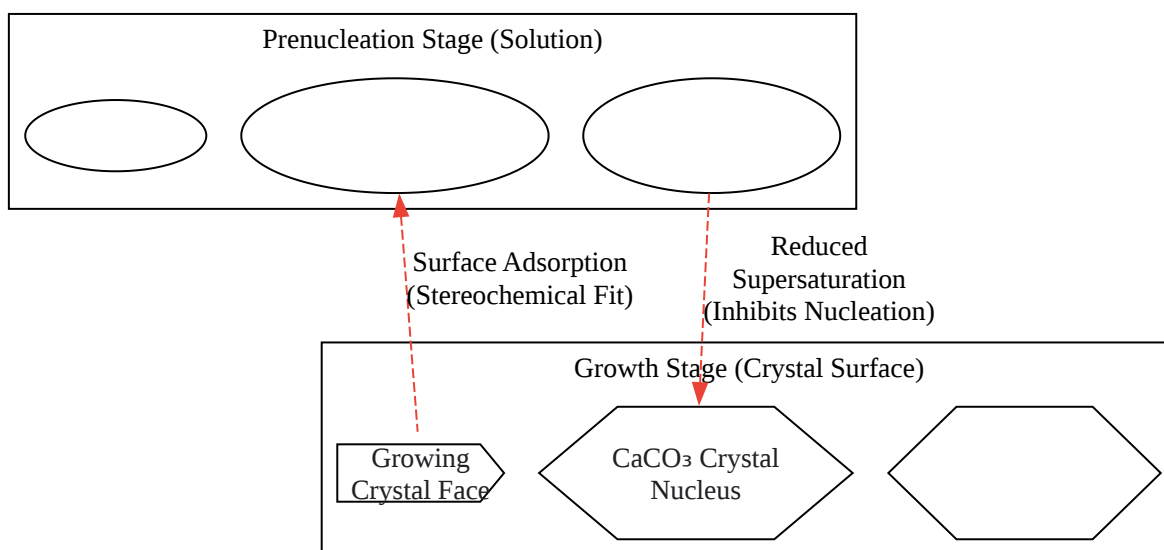 Prenucleation Stage (Solution)
Surface Adsorption
(Stereochemical Fit)
Reduced
Supersaturation
(Inhibits Nucleation)
Growth Stage (Crystal Surface)
Growing
Crystal Face
CaCO₃ Crystal
Nucleus